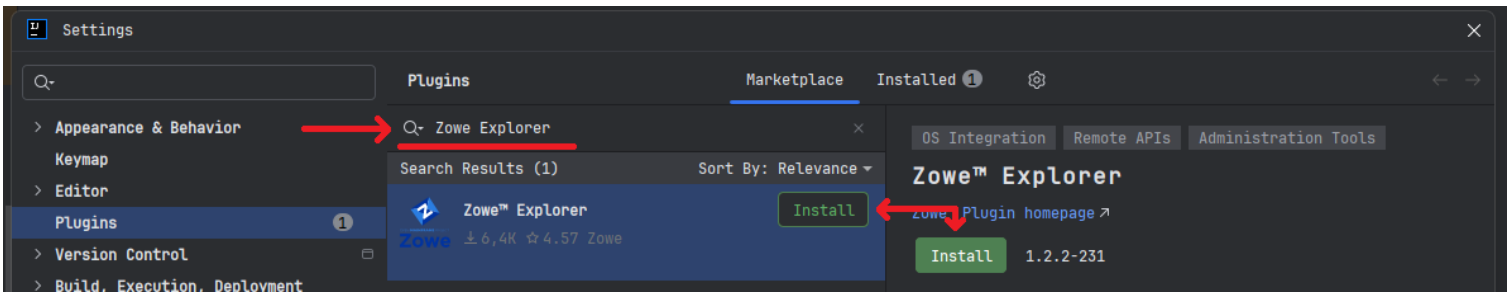 Settings
Plugins
Marketplace
Installed 1
Zowe Explorer
Appearance & Behavior
Keymap
Editor
Plugins 1
Version Control
Build, Execution, Deployment
Search Results (1)
Sort By: Relevance
Zowe™ Explorer
Install
Zowe
6,4K 4.57 Zowe
OS Integration
Remote APIs
Administration Tools
Zowe™ Explorer
Zowe Plugin homepage
Install
1.2.2-231